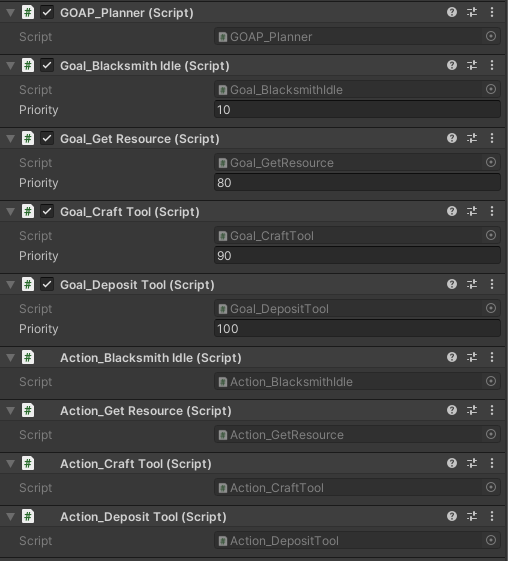 GOAP_Planner (Script)
Script GOAP_Planner
Goal_Blacksmith Idle (Script)
Script Goal_BlacksmithIdle
Priority 10
Goal_Get Resource (Script)
Script Goal_GetResource
Priority 80
Goal_Craft Tool (Script)
Script Goal_CraftTool
Priority 90
Goal_Deposit Tool (Script)
Script Goal_DepositTool
Priority 100
Action_Blacksmith Idle (Script)
Script Action_BlacksmithIdle
Action_Get Resource (Script)
Script Action_GetResource
Action_Craft Tool (Script)
Script Action_CraftTool
Action_Deposit Tool (Script)
Script Action_DepositTool